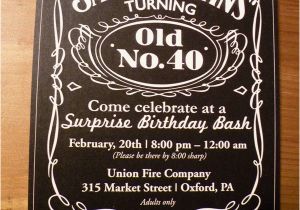 TURNING
Old
No. 40
Come celebrate at a
Surprise Birthday Bash
February, 20th | 8:00 pm – 12:00 am
(Please be there by 8:00 sharp)
Union Fire Company
315 Market Street | Oxford, PA
Adults only